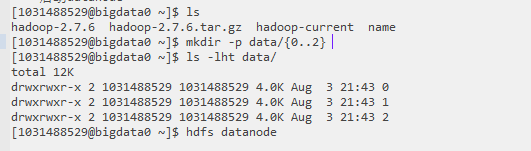 [1031488529@bigdata0 ~]$ ls
hadoop-2.7.6  hadoop-2.7.6.tar.gz  hadoop-current  name
[1031488529@bigdata0 ~]$ mkdir -p data/{0..2}
[1031488529@bigdata0 ~]$ ls -lht data/
total 12K
drwxrwxr-x 2 1031488529 1031488529 4.0K Aug  3 21:43 0
drwxrwxr-x 2 1031488529 1031488529 4.0K Aug  3 21:43 1
drwxrwxr-x 2 1031488529 1031488529 4.0K Aug  3 21:43 2
[1031488529@bigdata0 ~]$ hdfs datanode